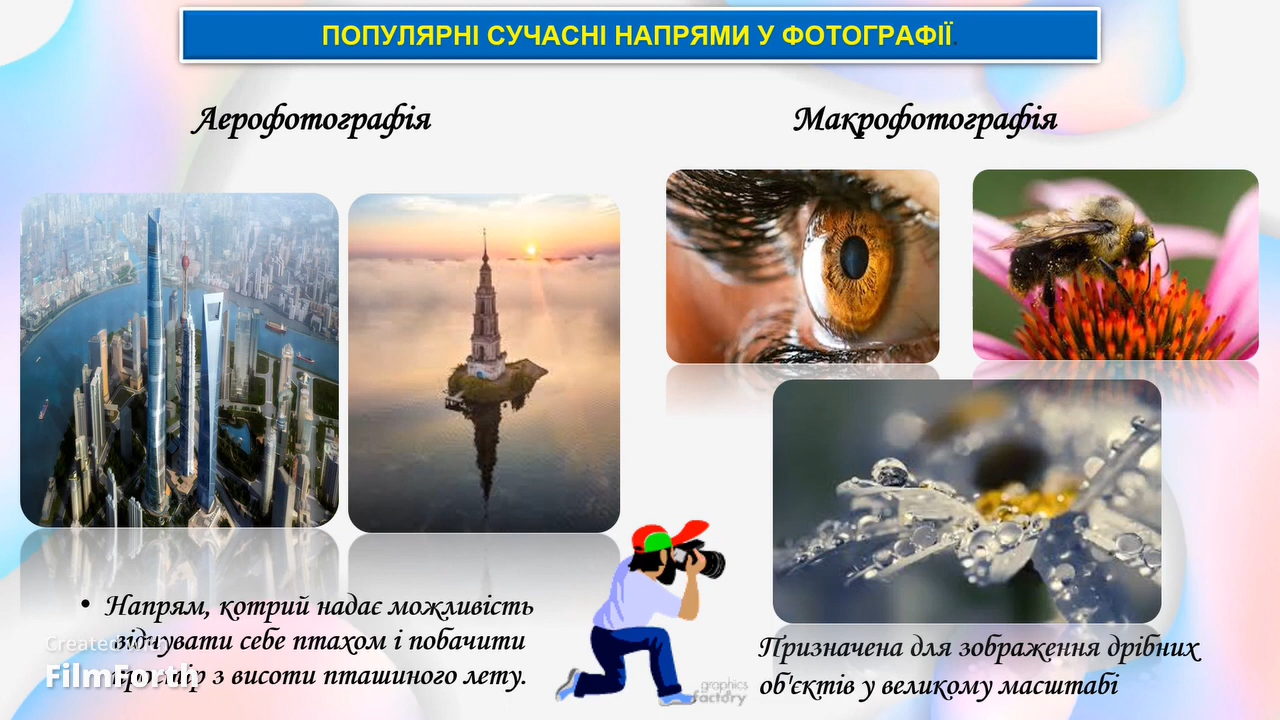 ПОПУЛЯРНІ СУЧАСНІ НАПРЯМИ У ФОТОГРАФІЇ.
Аерофотографія
Макрофотографія
• Напрям, котрий надає можливість
відчувати себе птахом і побачити
з висоти пташиного лету.
Created with
FilmForth
graphics
factory
Призначена для зображення дрібних
об'єктів у великому масштабі